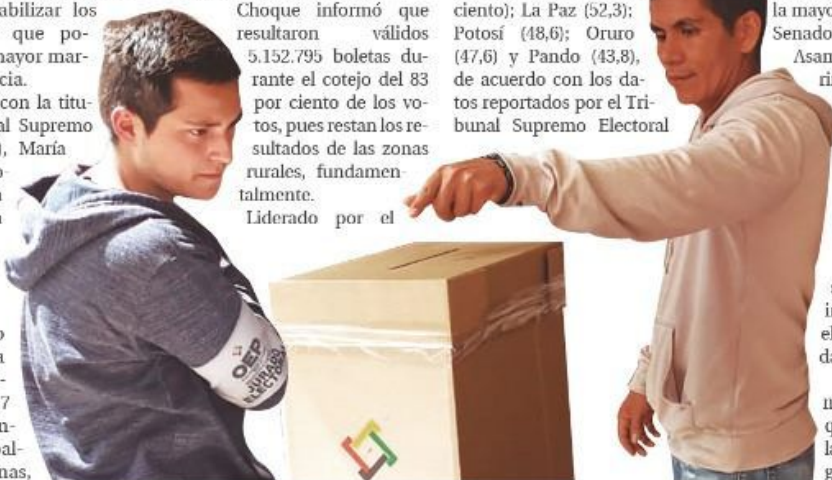 abilizar los
que po-
mayor mar-
cia.
con la titu-
al Supremo
, María
7
nas,
Choque informó que
resultaron válidos
5.152.795 boletas du-
rante el cotejo del 83
por ciento de los vo-
tos, pues restan los re-
sultados de las zonas
rurales, fundamen-
talmente.
Liderado por el
ciento); La Paz (52,3);
Potosí (48,6); Oruro
(47,6) y Pando (43,8),
de acuerdo con los da-
tos reportados por el Tri-
bunal Supremo Electoral
la mayo
Senado
Asam
OEP
JURADO
ELECTORAL